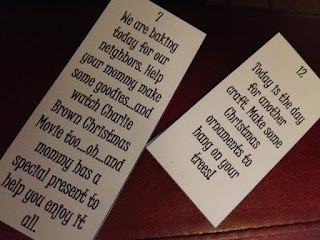 7
We are baking
today for our
neighbors. Help
your mommy make
some goodies...and
watch Charlie
Brown Christmas
Movie too...oh...and
mommy has a
special present to
help you enjoy it
all.
12
Today is the day
for another
craft. Make some
Christmas
ornaments to
hang on your
trees!